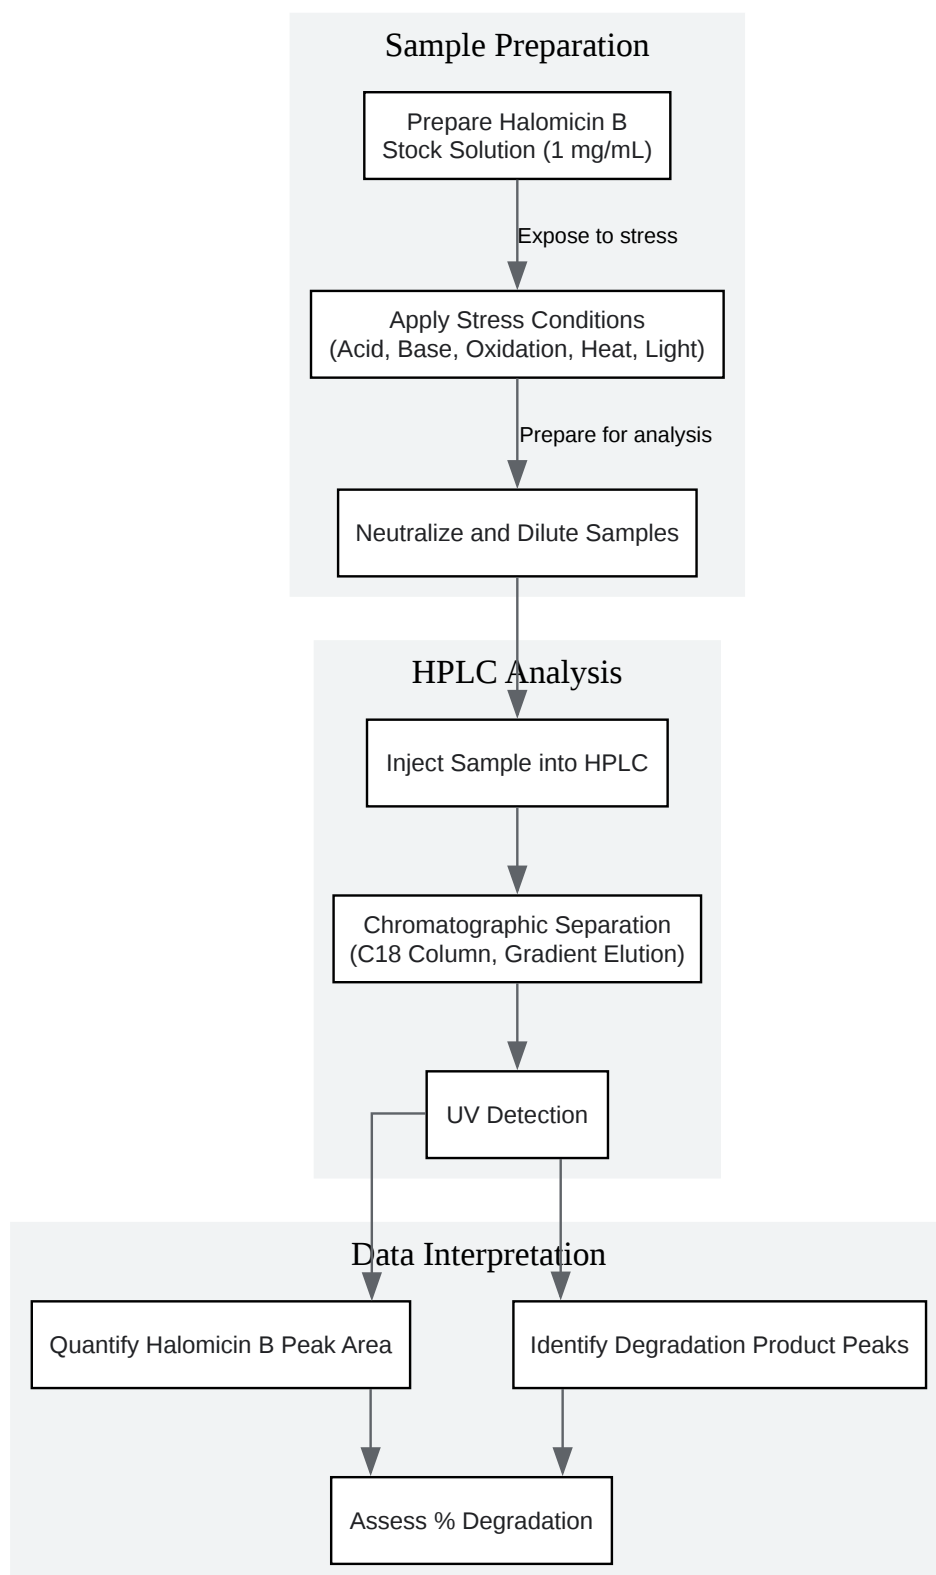 Sample Preparation
Prepare Halomicin B
Stock Solution (1 mg/mL)
Expose to stress
Apply Stress Conditions
(Acid, Base, Oxidation, Heat, Light)
Prepare for analysis
Neutralize and Dilute Samples
HPLC Analysis
Inject Sample into HPLC
Chromatographic Separation
(C18 Column, Gradient Elution)
UV Detection
Data Interpretation
Quantify Halomicin B Peak Area
Identify Degradation Product Peaks
Assess % Degradation